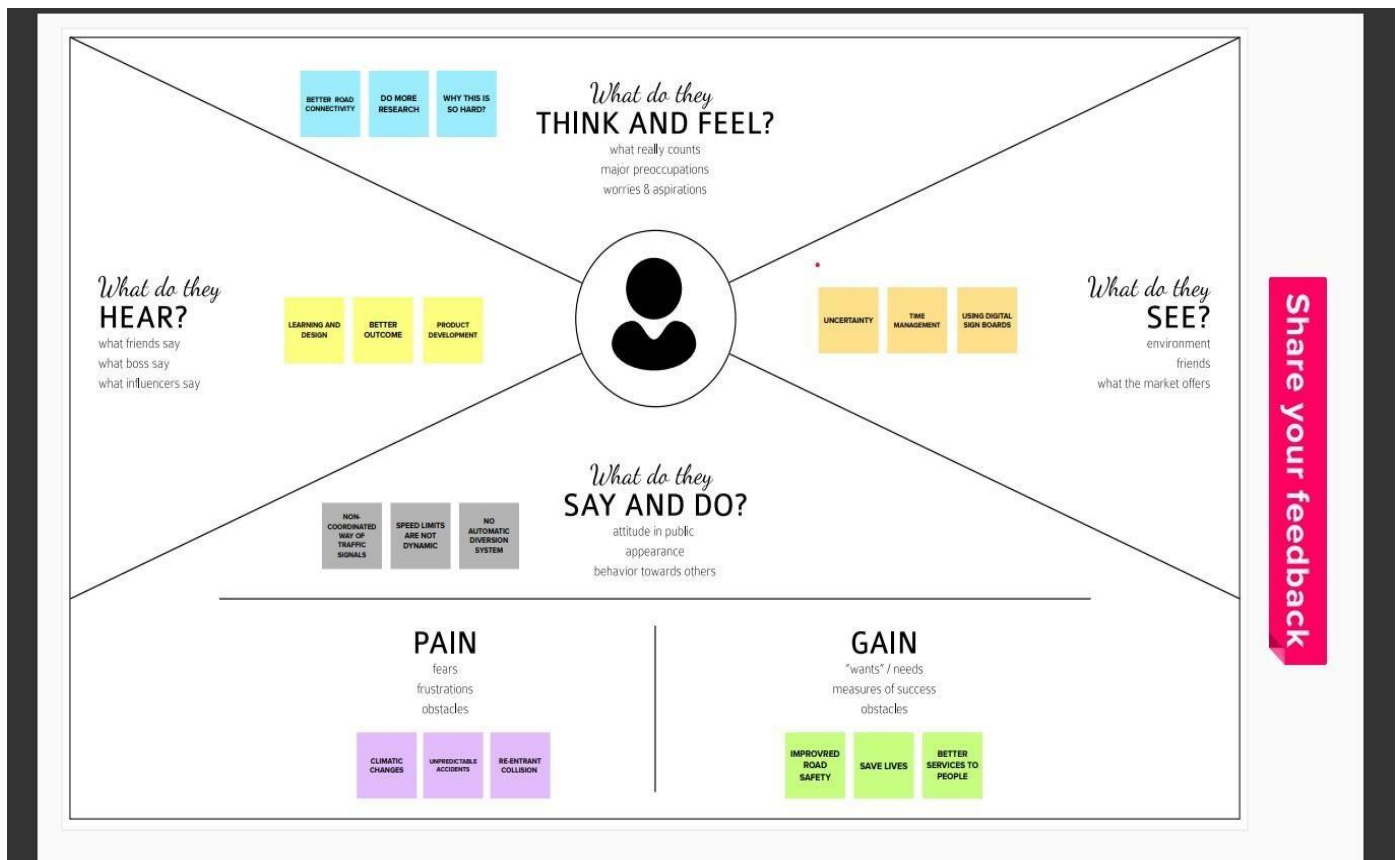 BETTER ROAD
CONNECTIVITY
DO MORE
RESEARCH
WHY THIS IS
SO HARD?
What do they
THINK AND FEEL?
what really counts
major preoccupations
worries & aspirations
What do they
HEAR?
what friends say
what boss say
what influencers say
LEARNING AND
DESIGN
BETTER
OUTCOME
PRODUCT
DEVELOPMENT
UNCERTAINTY
TIME
MANAGEMENT
USING DIGITAL
SIGN BOARDS
What do they
SEE?
environment
friends
what the market offers
Share your feedback
What do they
SAY AND DO?
attitude in public
appearance
behavior towards others
NON-
COORDINATED
WAY OF
TRAFFIC
SIGNALS
SPEED LIMITS
ARE NOT
DYNAMIC
NO
AUTOMATIC
DIVERSION
SYSTEM
PAIN
fears
frustrations
obstacles
CLIMATIC
CHANGES
UNPREDICTABLE
ACCIDENTS
RE-ENTRANT
COLLISION
GAIN
"wants" / needs
measures of success
obstacles
IMPROVRED
ROAD
SAFETY
SAVE LIVES
BETTER
SERVICES TO
PEOPLE